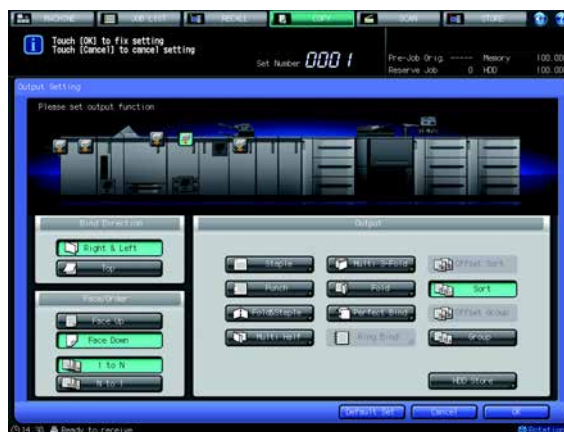 MACHINE
JOB LIST
RECALL
COPY
SCAN
STORE
Touch [OK] to fix setting
Touch [Cancel] to cancel setting
Set Number 0001
Pre-Job Orig. -----
Memory 100.00
Reserve Job 0
HDD 100.00
Output Setting
Please set output function
Bind Direction
Right & Left
Top
Face/Order
Face Up
Face Down
1 to N
N to 1
Output
Staple
Multi 3-Fold
Offset Sort
Punch
Fold
Sort
Fold&Staple
Perfect Bind
Offset Group
Multi Half
Ring Bind
Group
HDD Store
Default Set
Cancel
OK
14:30
Ready to receive
Rotation